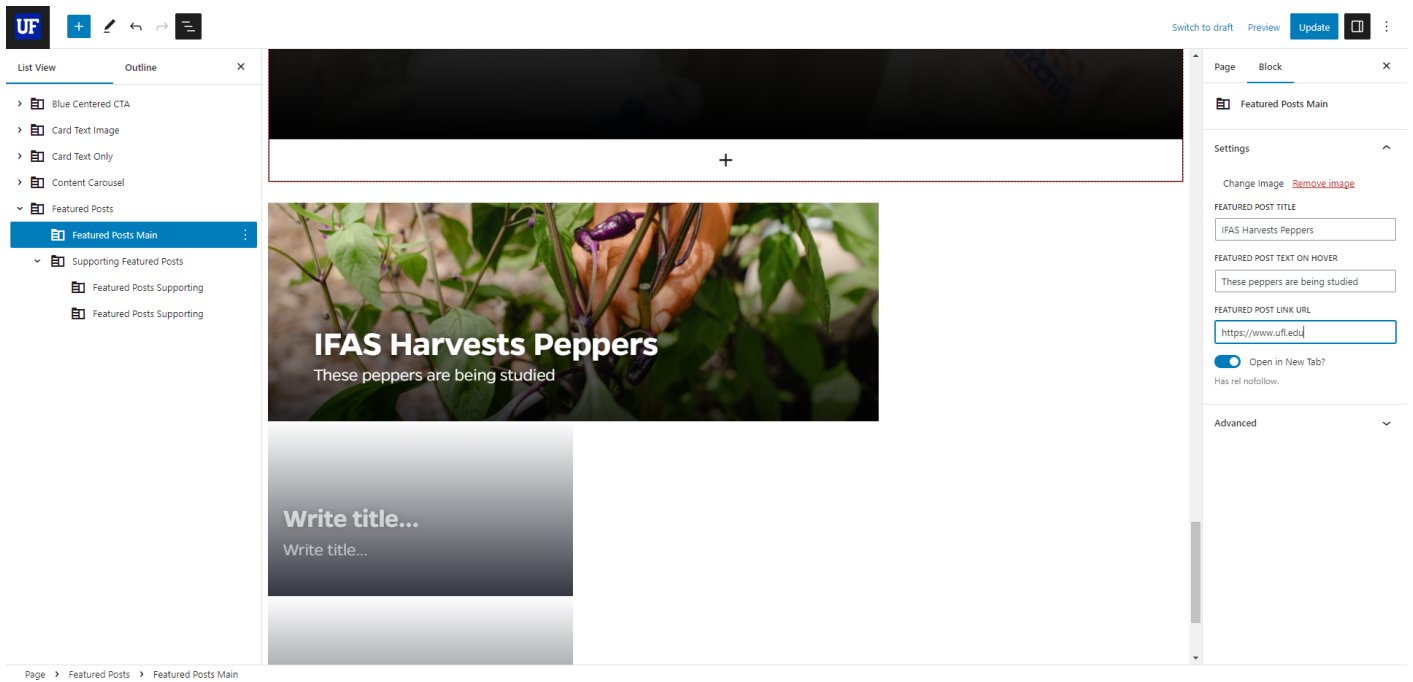 UF
Switch to draft Preview Update
List View Outline
Page Block
Blue Centered CTA
Card Text Image
Card Text Only
Content Carousel
Featured Posts
Featured Posts Main
Supporting Featured Posts
Featured Posts Supporting
Featured Posts Supporting
IFAS Harvests Peppers
These peppers are being studied
Write title...
Write title...
Featured Posts Main
Settings
Change Image Remove image
FEATURED POST TITLE
IFAS Harvests Peppers
FEATURED POST TEXT ON HOVER
These peppers are being studied
FEATURED POST LINK URL
https://www.ufl.edu
Open in New Tab?
Has rel nofollow.
Advanced
Page > Featured Posts > Featured Posts Main